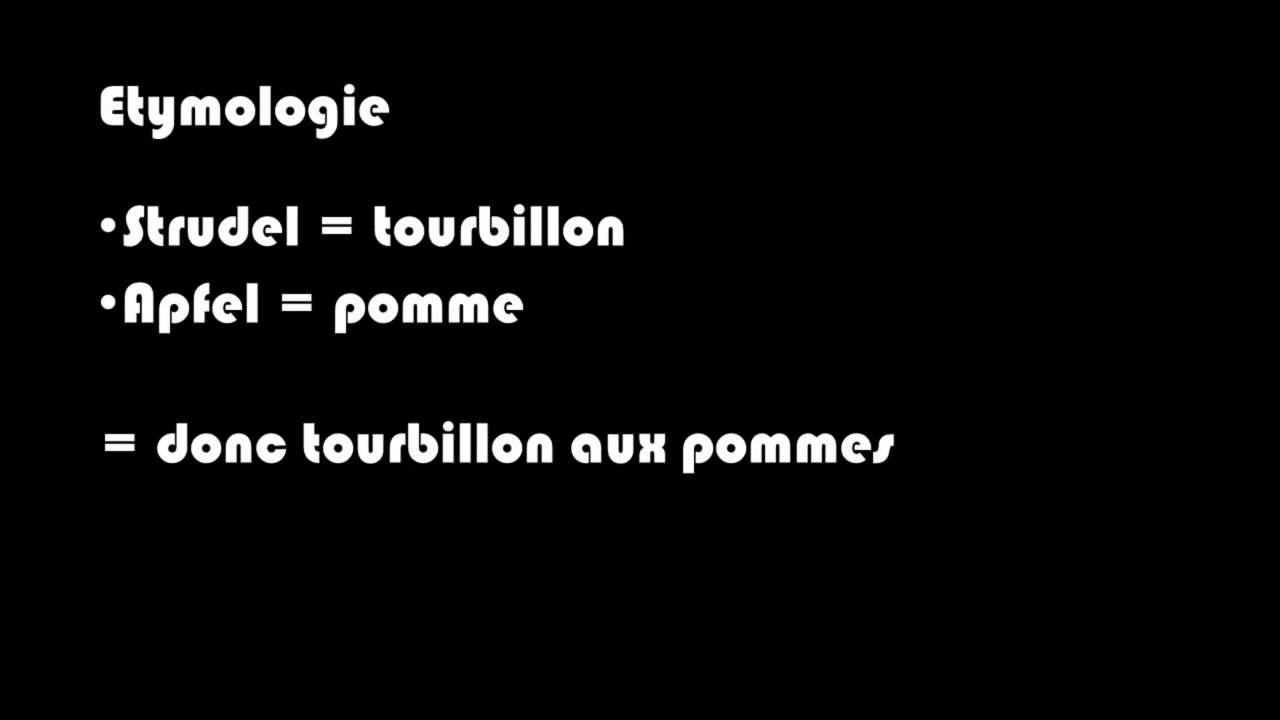 Etymologie
•Strudel = tourbillon
•Apfel = pomme
= donc tourbillon aux pommes